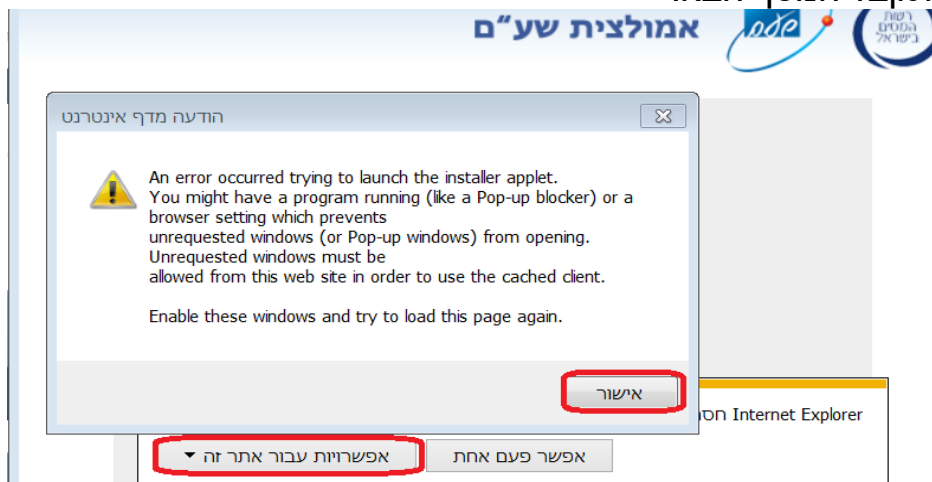 אמולצית שע"ם
שעמ
רשות
המסים
בישראל
הודעה מדף אינטרנט
An error occurred trying to launch the installer applet.
You might have a program running (like a Pop-up blocker) or a
browser setting which prevents
unrequested windows (or Pop-up windows) from opening.
Unrequested windows must be
allowed from this web site in order to use the cached client.
Enable these windows and try to load this page again.
אישור
Internet Explorer
אפשר פעם אחת
אפשרויות עבור אתר זה